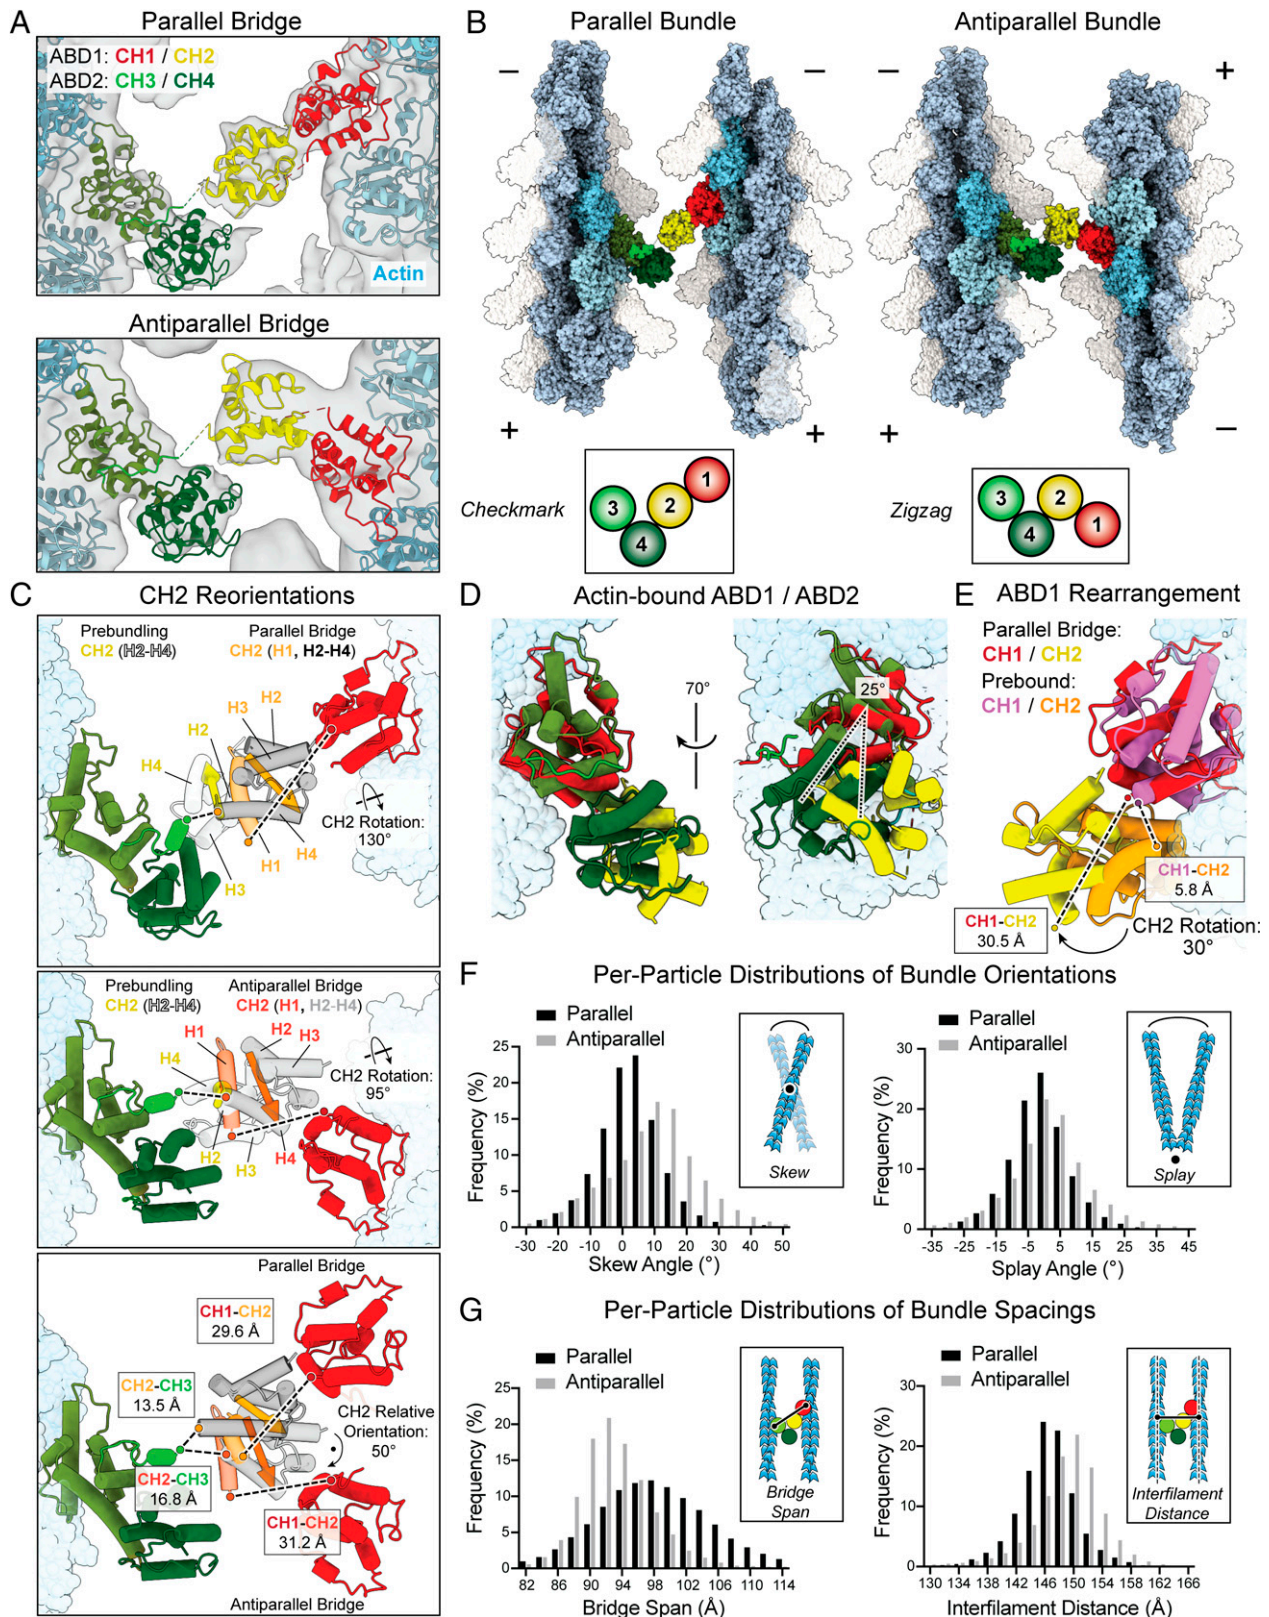 A
Parallel Bridge
ABD1: CH1 / CH2
ABD2: CH3 / CH4
Actin
Antiparallel Bridge
B
Parallel Bundle
Antiparallel Bundle
−
−
−
+
+
+
+
−
Checkmark
3
4
2
1
Zigzag
3
4
2
1
C
CH2 Reorientations
Prebundling
CH2 (H2-H4)
Parallel Bridge
CH2 (H1, H2-H4)
H2
H3
H2
H4
H3
H1
H4
CH2 Rotation:
130°
Prebundling
CH2 (H2-H4)
Antiparallel Bridge
CH2 (H1, H2-H4)
H1
H2
H3
H4
H2
H3
H4
CH2 Rotation:
95°
Parallel Bridge
CH1-CH2
29.6 Å
CH2-CH3
13.5 Å
CH2 Relative
Orientation:
50°
CH2-CH3
16.8 Å
CH1-CH2
31.2 Å
Antiparallel Bridge
D
Actin-bound ABD1 / ABD2
70°
25°
E
ABD1 Rearrangement
Parallel Bridge:
CH1 / CH2
Prebound:
CH1 / CH2
CH1-CH2
5.8 Å
CH1-CH2
30.5 Å
CH2 Rotation:
30°
F
Per-Particle Distributions of Bundle Orientations
Parallel
Antiparallel
Frequency (%)
25
20
15
10
5
0
-30 -20 -10 0 10 20 30 40 50
Skew Angle (°)
Skew
Parallel
Antiparallel
Frequency (%)
30
20
10
0
-35 -25 -15 -5 5 15 25 35 45
Splay Angle (°)
Splay
G
Per-Particle Distributions of Bundle Spacings
Parallel
Antiparallel
Frequency (%)
25
20
15
10
5
0
82 86 90 94 98 102 106 110 114
Bridge Span (Å)
Bridge
Span
Parallel
Antiparallel
Frequency (%)
30
20
10
0
130 134 138 142 146 150 154 158 162 166
Interfilament Distance (Å)
Interfilament
Distance